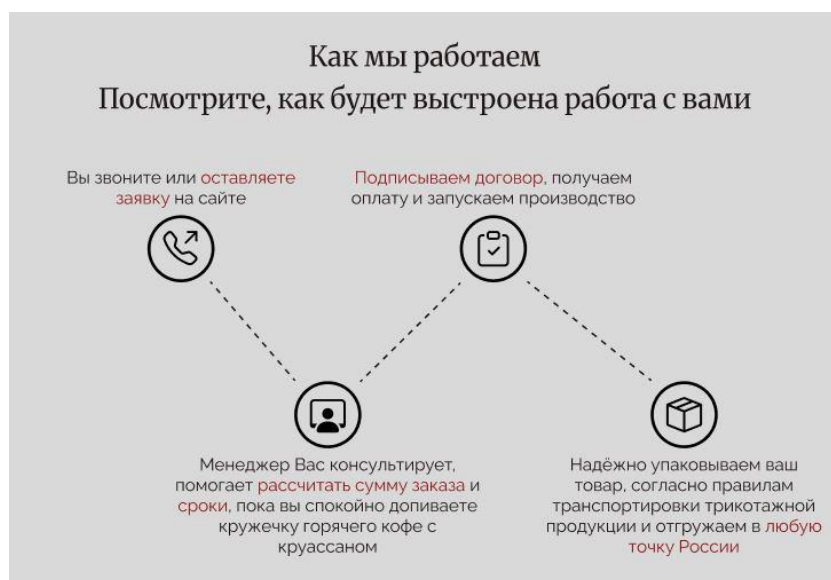 Как мы работаем
Посмотрите, как будет выстроена работа с вами
Вы звоните или оставляете
заявку на сайте
Подписываем договор, получаем
оплату и запускаем производство
Менеджер Вас консультирует,
помогает рассчитать сумму заказа и
сроки, пока вы спокойно допиваете
кружечку горячего кофе с
круассаном
Надёжно упаковываем ваш
товар, согласно правилам
транспортировки трикотажной
продукции и отгружаем в любую
точку России